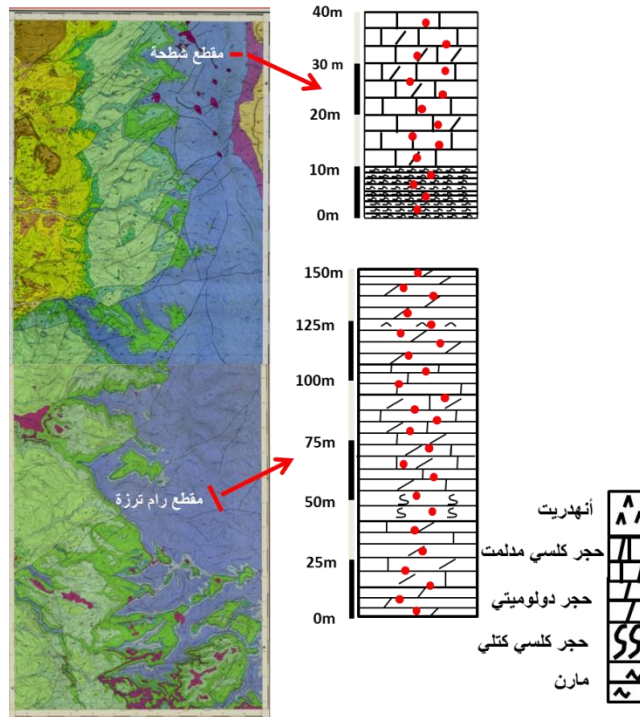 مقطع شطحة
40m
30 m
20m
10m
0m
مقطع رام ترزة
150m
125m
100m
75m
50m
25m
0m
أنهدريت
حجر كلسي مدلمت
حجر دولوميتي
حجر كلسي كتلي
مارن